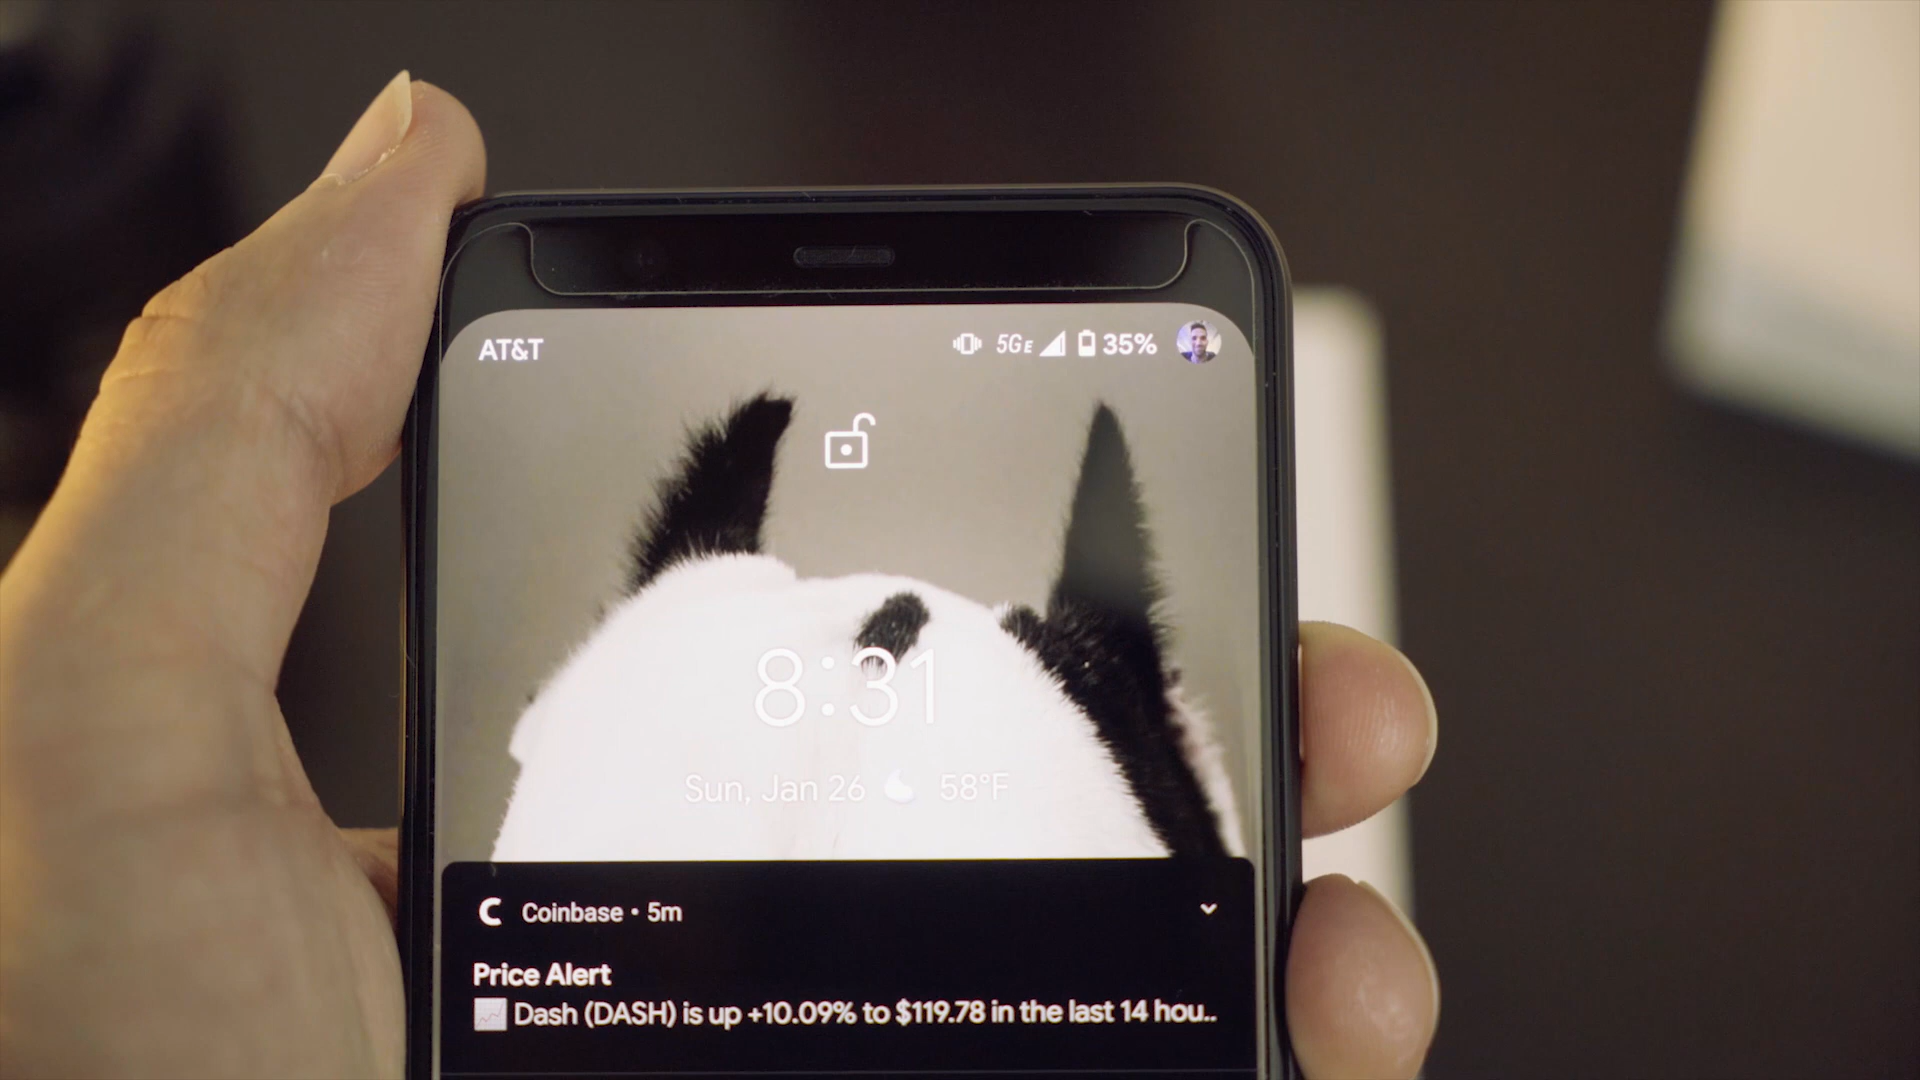 AT&T
5GE
35%
8:31
Sun, Jan 26 58°F
Coinbase • 5m
Price Alert
Dash (DASH) is up +10.09% to $119.78 in the last 14 hou..